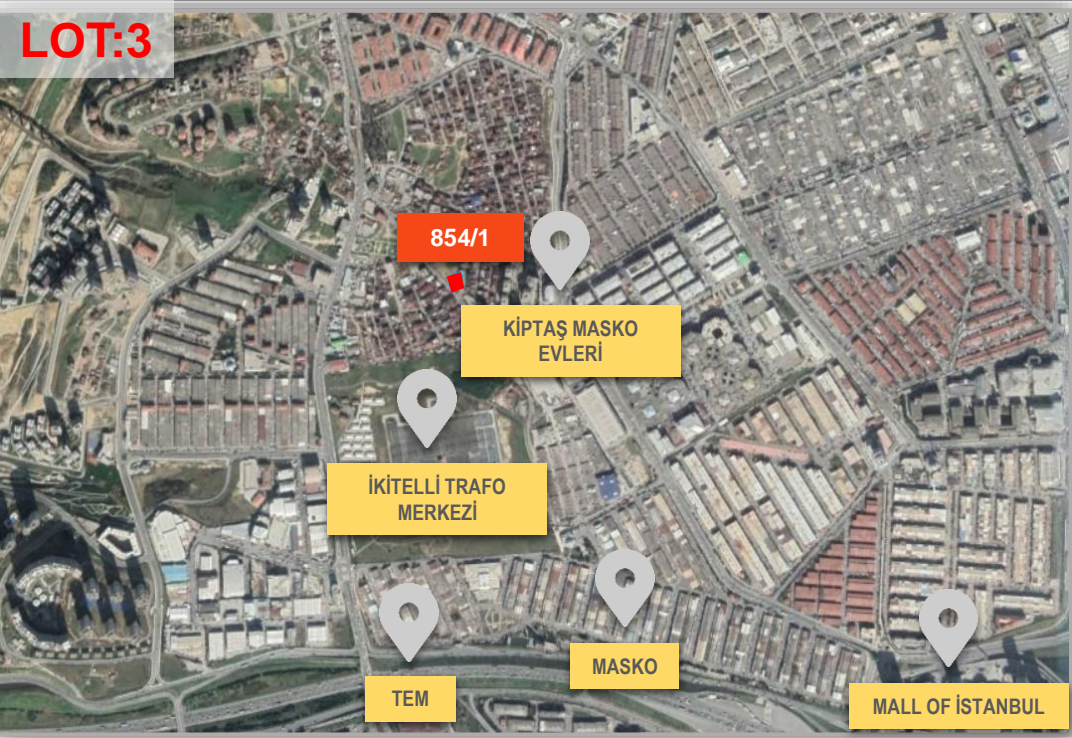 LOT:3
854/1
KİPTAŞ MASKO
EVLERİ
İKİTELLİ TRAFO
MERKEZİ
MASKO
TEM
MALL OF İSTANBUL